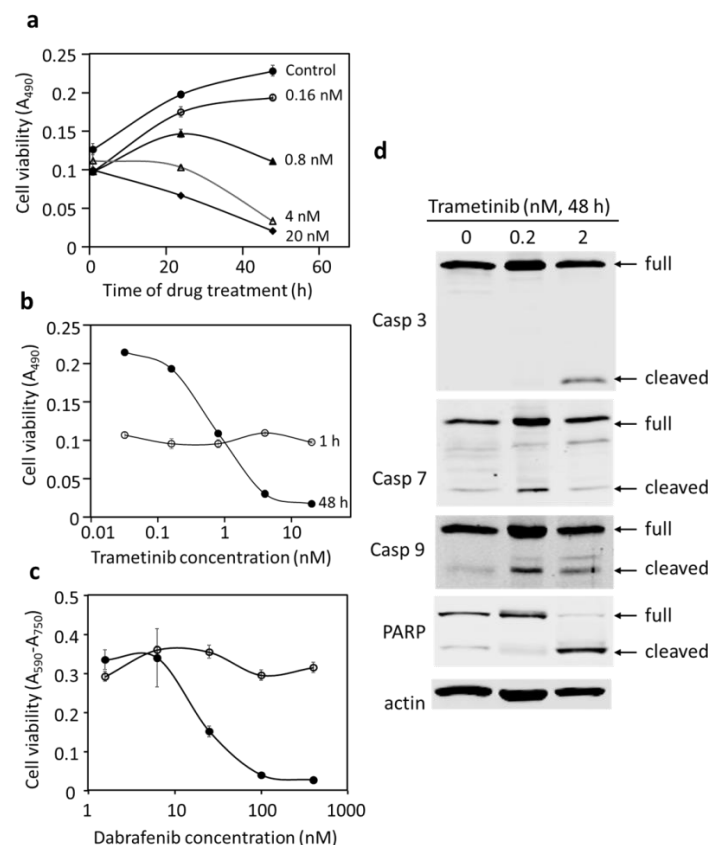 a
Cell viability (A490)
0.25
0.2
0.15
0.1
0.05
0
0
20
40
60
Control
0.16 nM
0.8 nM
4 nM
20 nM
Time of drug treatment (h)
b
Cell viability (A490)
0.25
0.2
0.15
0.1
0.05
0
0.01
0.1
1
10
1 h
48 h
Trametinib concentration (nM)
c
Cell viability (A590-A750)
0.5
0.4
0.3
0.2
0.1
0
1
10
100
1000
Dabrafenib concentration (nM)
d
Trametinib (nM, 48 h)
0 0.2 2
full
Casp 3
cleaved
full
Casp 7
cleaved
full
Casp 9
cleaved
full
PARP
cleaved
actin